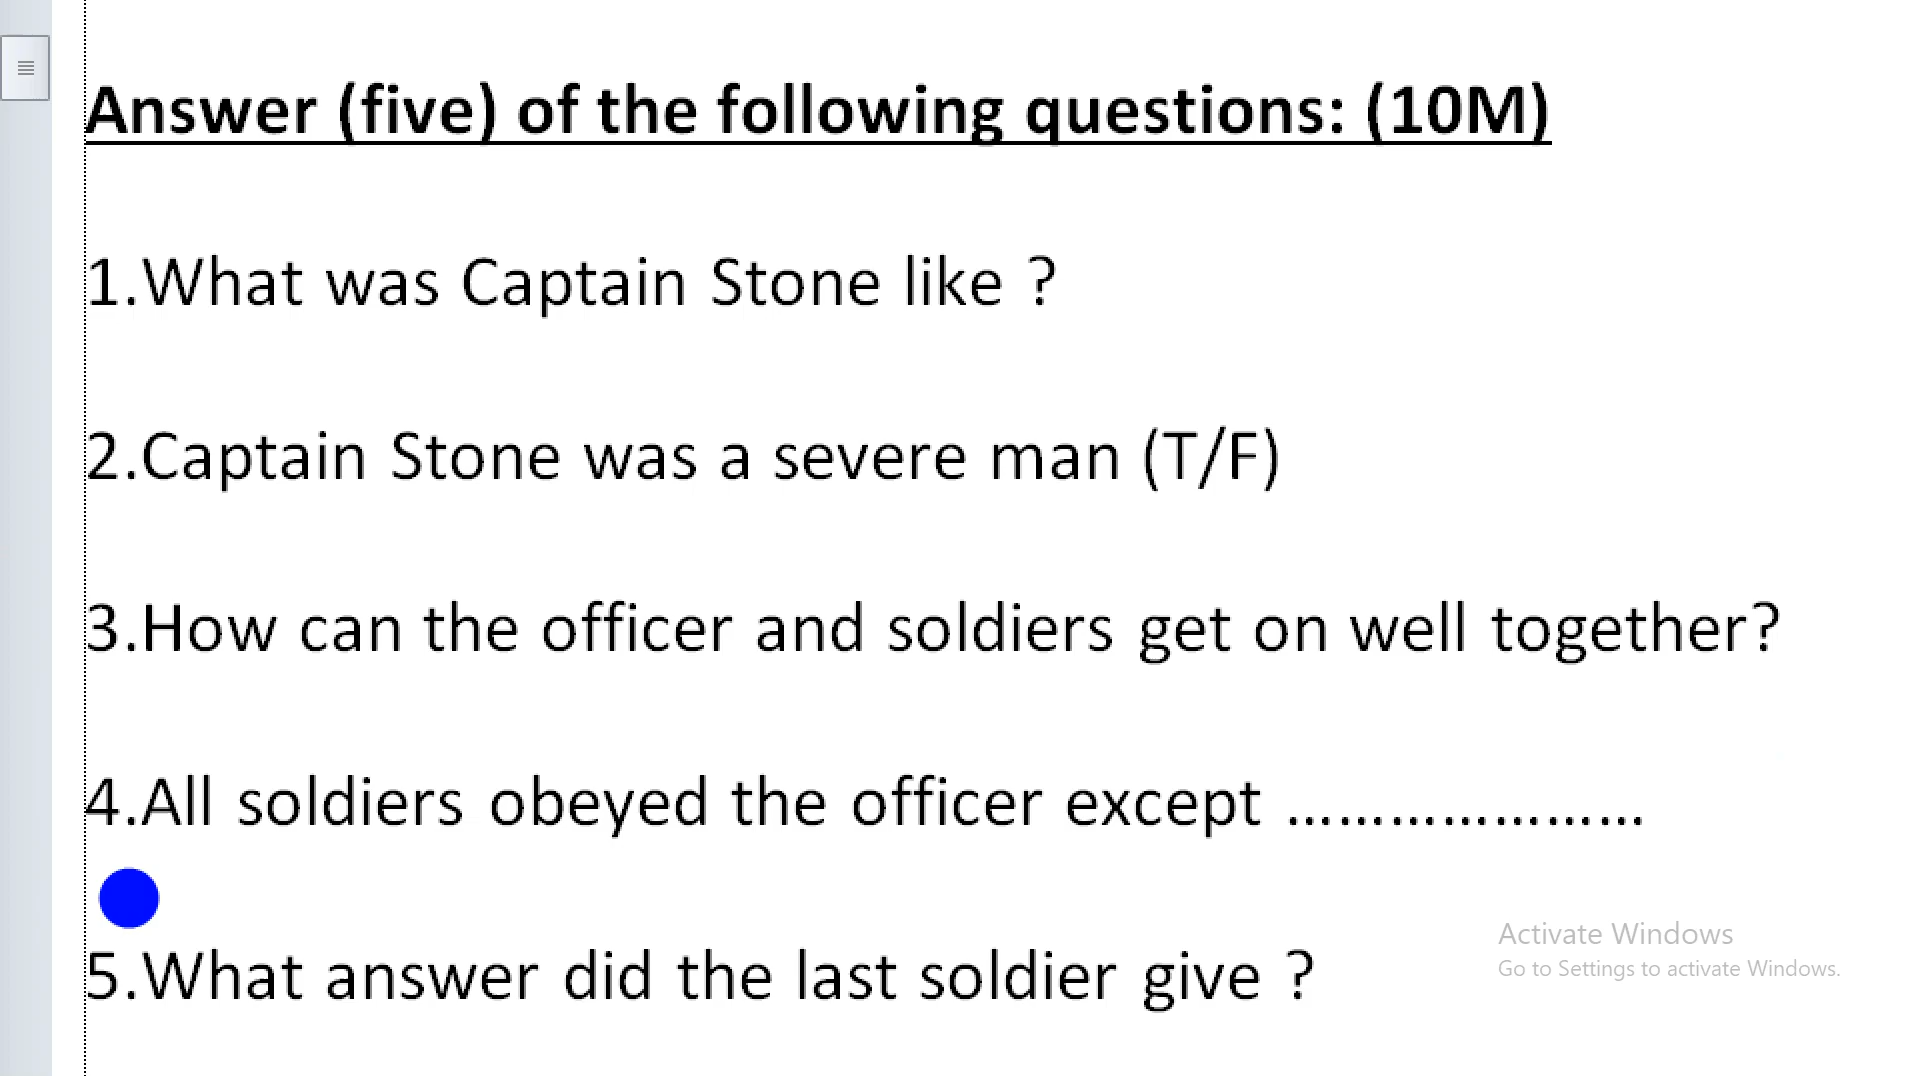 Answer (five) of the following questions: (10M)
1.What was Captain Stone like ?
2.Captain Stone was a severe man (T/F)
3.How can the officer and soldiers get on well together?
4.All soldiers obeyed the officer except .....................
5.What answer did the last soldier give ?
Activate Windows
Go to Settings to activate Windows.